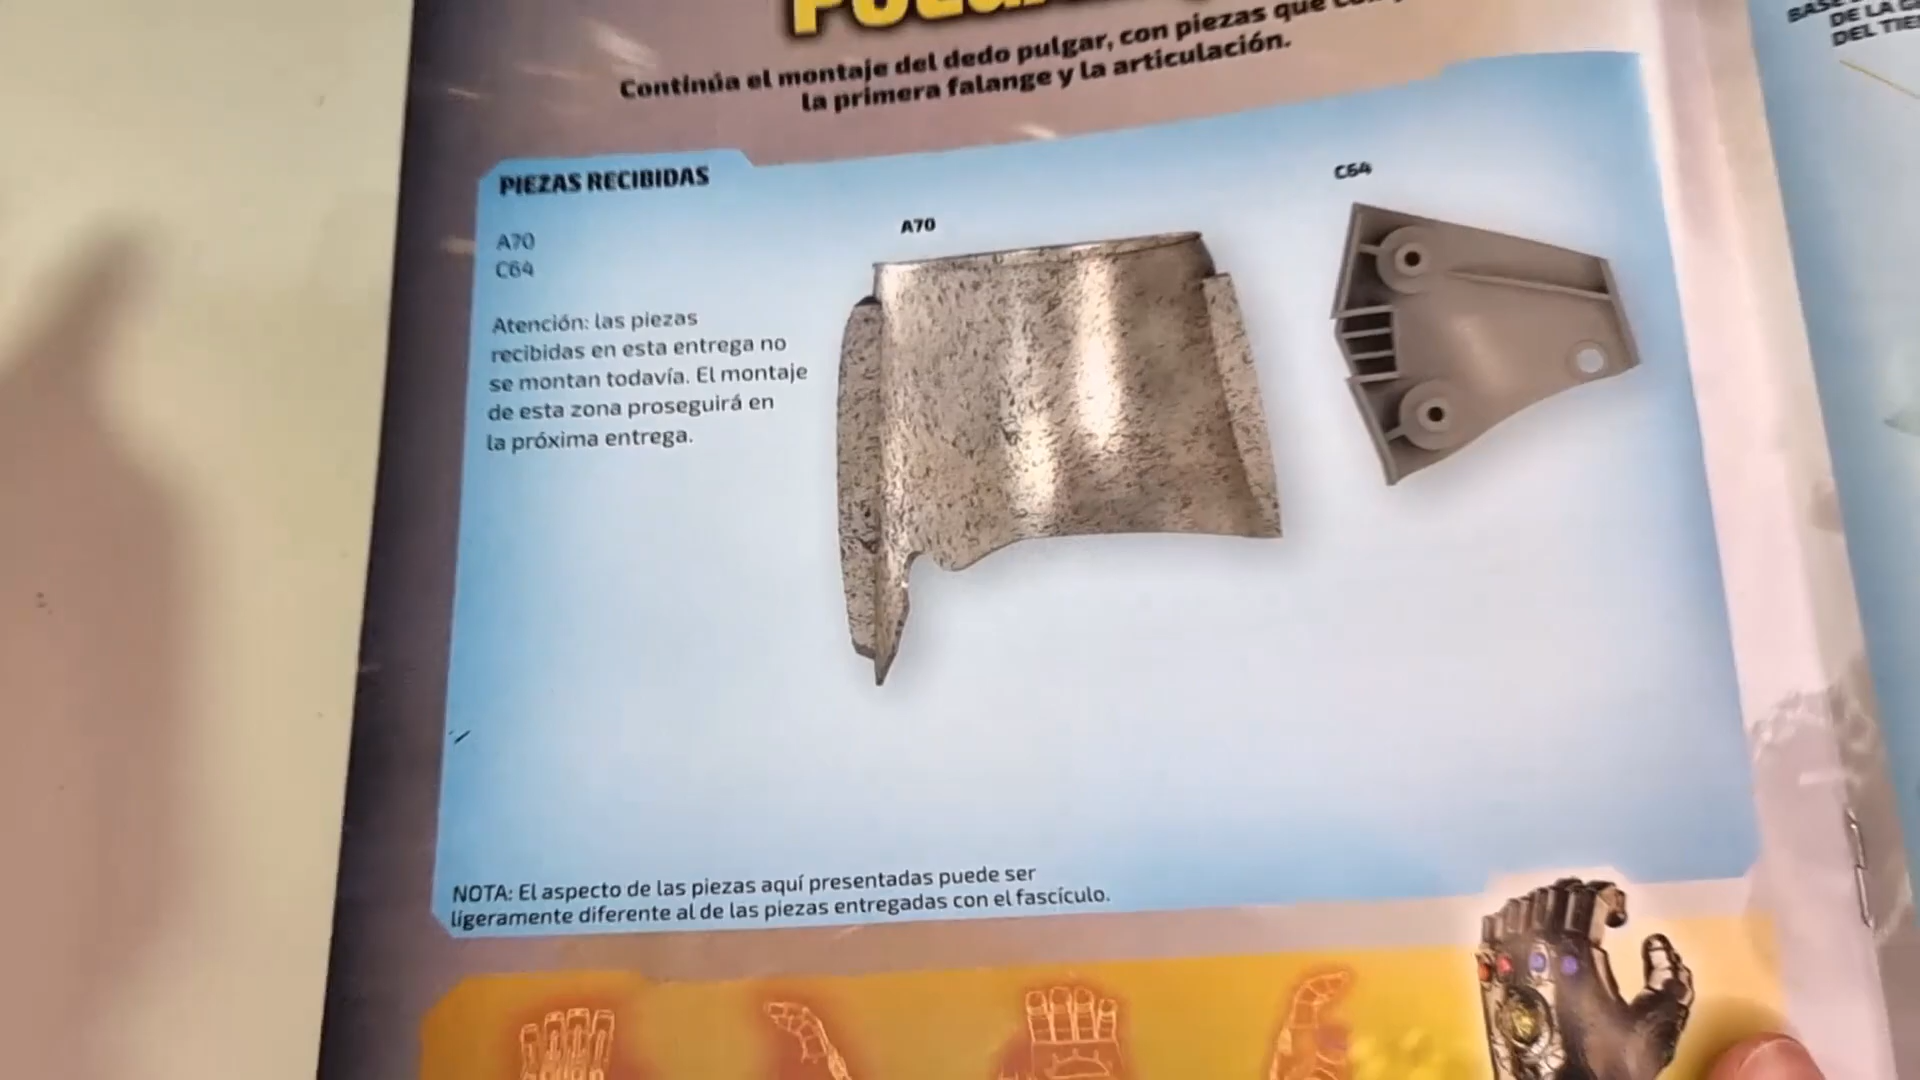 Continúa el montaje del dedo pulgar, con piezas que
la primera falange y la articulación.
PIEZAS RECIBIDAS
A70
C64
Atención: las piezas
recibidas en esta entrega no
se montan todavía. El montaje
de esta zona proseguirá en
la próxima entrega.
A70
C64
NOTA: El aspecto de las piezas aquí presentadas puede ser
ligeramente diferente al de las piezas entregadas con el fascículo.
DE LA